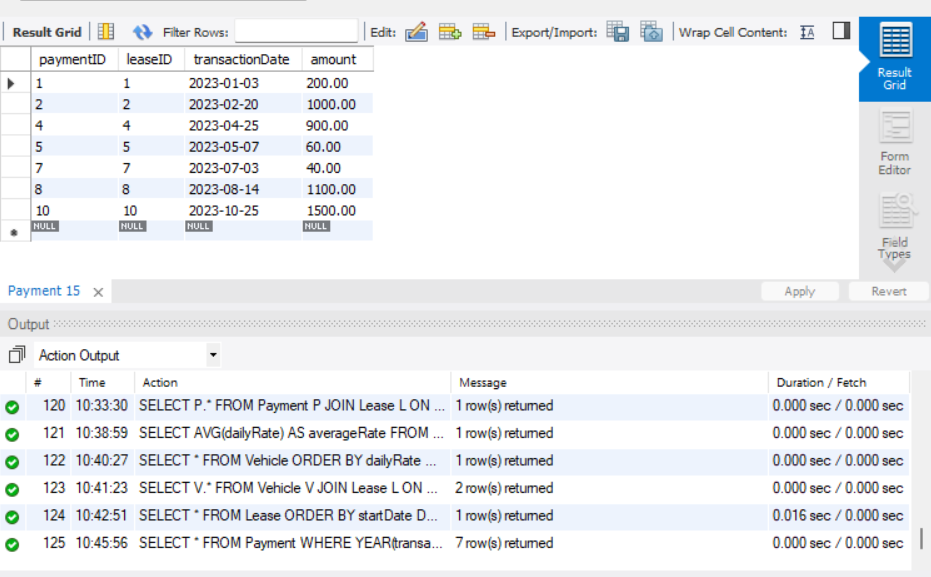 Result Grid Filter Rows: Edit: Export/Import: Wrap Cell Content: IA
paymentID leaseID transactionDate amount
1 1 2023-01-03 200.00
2 2 2023-02-20 1000.00
4 4 2023-04-25 900.00
5 5 2023-05-07 60.00
7 7 2023-07-03 40.00
8 8 2023-08-14 1100.00
10 10 2023-10-25 1500.00
NULL NULL NULL NULL
Result
Grid
Form
Editor
Field
Types
Payment 15 Apply Revert
Output
Action Output
# Time Action Message Duration / Fetch
120 10:33:30 SELECT P.* FROM Payment P JOIN Lease L ON ... 1 row(s) returned 0.000 sec / 0.000 sec
121 10:38:59 SELECT AVG(dailyRate) AS averageRate FROM ... 1 row(s) returned 0.000 sec / 0.000 sec
122 10:40:27 SELECT * FROM Vehicle ORDER BY dailyRate ... 1 row(s) returned 0.000 sec / 0.000 sec
123 10:41:23 SELECT V.* FROM Vehicle V JOIN Lease L ON ... 2 row(s) returned 0.000 sec / 0.000 sec
124 10:42:51 SELECT * FROM Lease ORDER BY startDate D... 1 row(s) returned 0.016 sec / 0.000 sec
125 10:45:56 SELECT * FROM Payment WHERE YEAR(transa... 7 row(s) returned 0.000 sec / 0.000 sec